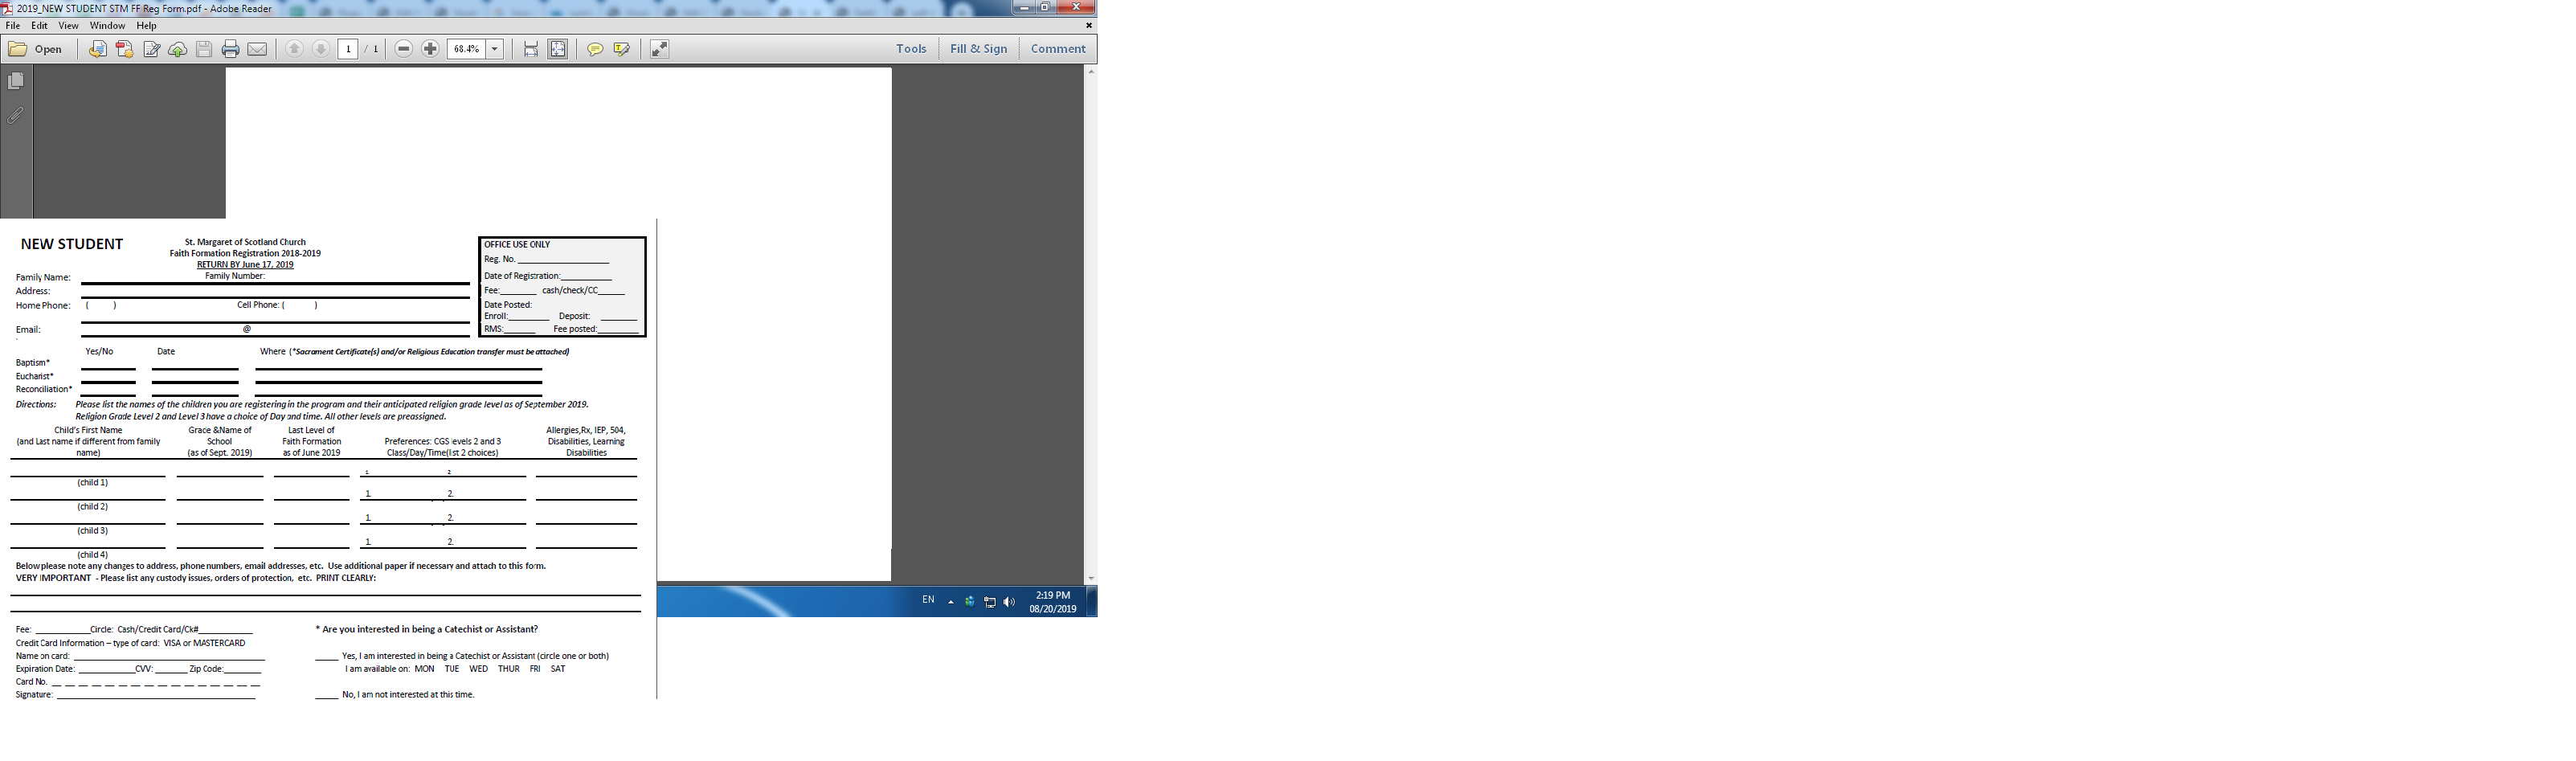 2019_NEW STUDENT STM FF Reg Form.pdf - Adobe Reader
File Edit View Window Help
Open 1 / 1 68.4% Tools Fill & Sign Comment
NEW STUDENT
St. Margaret of Scotland Church
Faith Formation Registration 2018-2019
RETURN BY June 17, 2019
Family Name: Family Number:
Address:
Home Phone: ( ) Cell Phone: ( )
Email: @
OFFICE USE ONLY
Reg. No. ____________________
Date of Registration:___________
Fee:________ cash/check/CC______
Date Posted:
Enroll:_________ Deposit: ________
RMS:_______ Fee posted:_________
Yes/No Date Where (*Sacrament Certificate(s) and/or Religious Education transfer must be attached)
Baptism*
Eucharist*
Reconciliation*
Directions: Please list the names of the children you are registering in the program and their anticipated religion grade level as of September 2019.
Religion Grade Level 2 and Level 3 have a choice of Day and time. All other levels are preassigned.
Child's First Name
(and Last name if different from family
name)
Grace &Name of
School
(as of Sept. 2019)
Last Level of
Faith Formation
as of June 2019
Preferences: CGS levels 2 and 3
Class/Day/Time(list 2 choices)
Allergies,Rx, IEP, 504,
Disabilities, Learning
Disabilities
1. 2.
(child 1)
1. 2.
(child 2)
1. 2.
(child 3)
1. 2.
(child 4)
Below please note any changes to address, phone numbers, email addresses, etc. Use additional paper if necessary and attach to this form.
VERY IMPORTANT - Please list any custody issues, orders of protection, etc. PRINT CLEARLY:
Fee: ____________Circle: Cash/Credit Card/Ck#____________
Credit Card Information – type of card: VISA or MASTERCARD
Name on card: __________________________________________
Expiration Date: ____________CVV: _______ Zip Code:________
Card No. __ __ __ __ __ __ __ __ __ __ __ __ __ __ __ __
Signature: ____________________________________________
* Are you interested in being a Catechist or Assistant?
_____ Yes, I am interested in being a Catechist or Assistant (circle one or both)
I am available on: MON TUE WED THUR FRI SAT
_____ No, I am not interested at this time.
EN
2:19 PM
08/20/2019